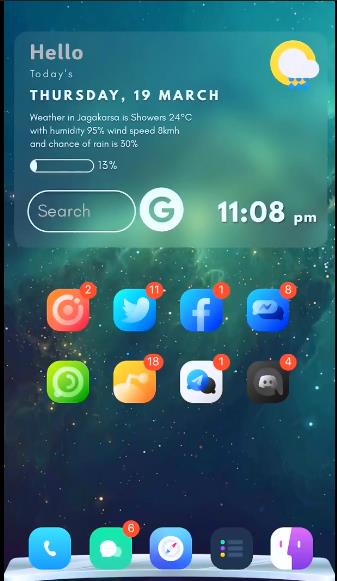 Hello
Today's
THURSDAY, 19 MARCH
Weather in Jagakarsa is Showers 24°C
with humidity 95% wind speed 8kmh
and chance of rain is 30%
13%
Search
G
11:08 pm
2
11
1
8
18
1
4
6